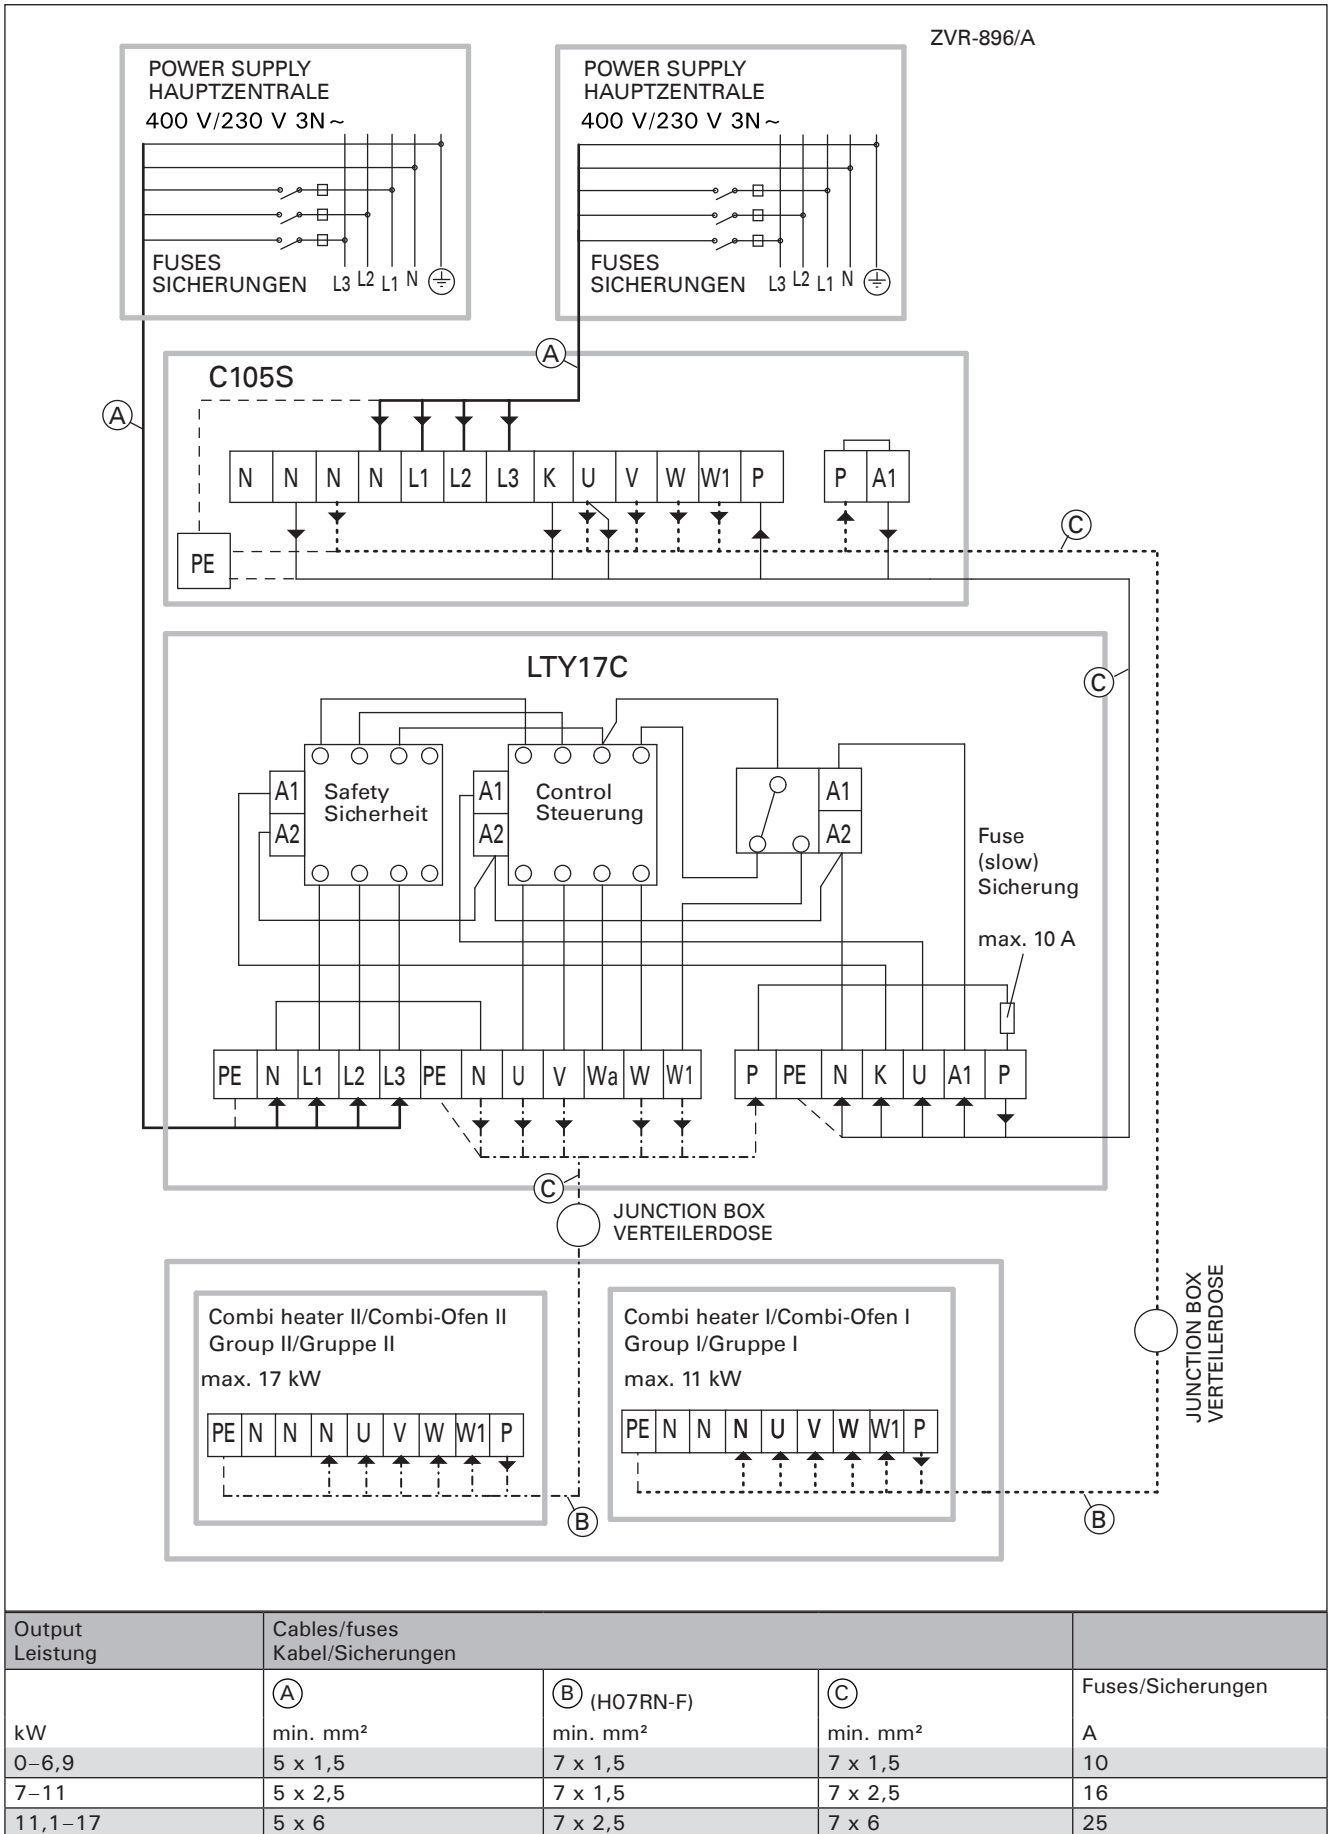 ZVR-896/A
POWER SUPPLY
HAUPTZENTRALE
400 V/230 V 3N~
FUSES
SICHERUNGEN
L3 L2 L1 N
POWER SUPPLY
HAUPTZENTRALE
400 V/230 V 3N~
FUSES
SICHERUNGEN
L3 L2 L1 N
A
A
C105S
N N N N L1 L2 L3 K U V W W1 P
P A1
PE
C
LTY17C
C
A1
A2
Safety
Sicherheit
A1
A2
Control
Steuerung
A1
A2
Fuse
(slow)
Sicherung
max. 10 A
PE N L1 L2 L3 PE N U V Wa W W1
P PE N K U A1 P
C
JUNCTION BOX
VERTEILERDOSE
Combi heater II/Combi-Ofen II
Group II/Gruppe II
max. 17 kW
PE N N N U V W W1 P
B
Combi heater I/Combi-Ofen I
Group I/Gruppe I
max. 11 kW
PE N N N U V W W1 P
B
JUNCTION BOX
VERTEILERDOSE
Output
Leistung
Cables/fuses
Kabel/Sicherungen
A B (H07RN-F) C Fuses/Sicherungen
kW min. mm² min. mm² min. mm² A
0–6,9 5 x 1,5 7 x 1,5 7 x 1,5 10
7–11 5 x 2,5 7 x 1,5 7 x 2,5 16
11,1–17 5 x 6 7 x 2,5 7 x 6 25